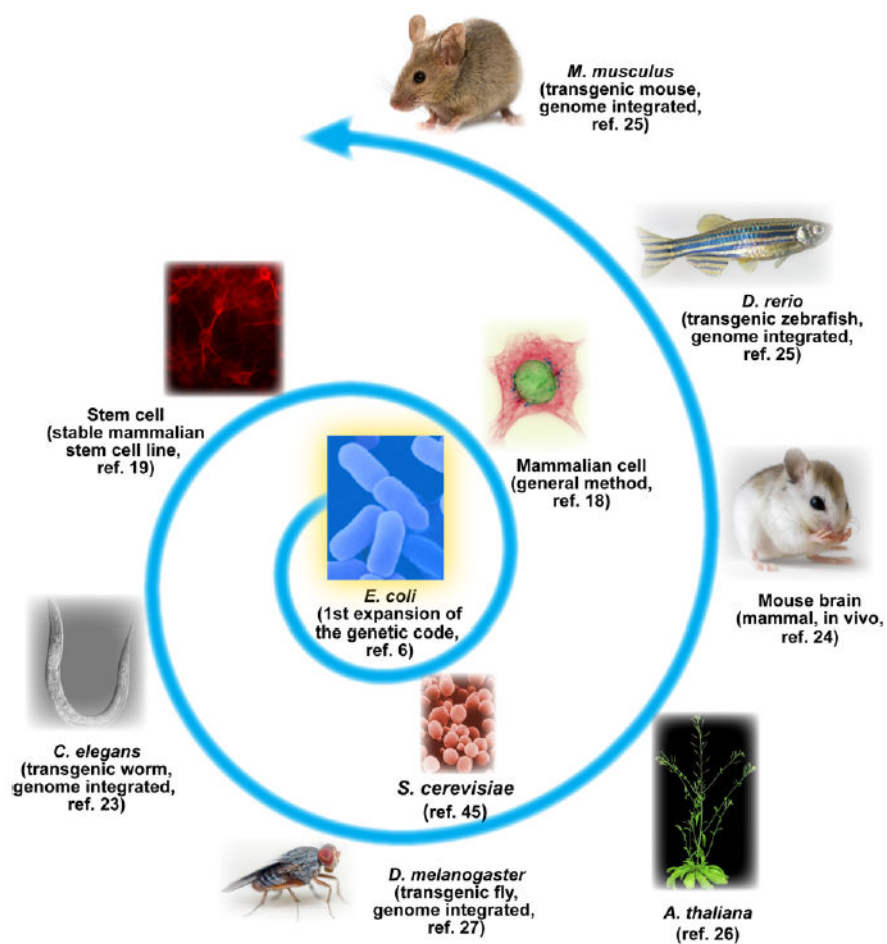 M. musculus
(transgenic mouse,
genome integrated,
ref. 25)
D. rerio
(transgenic zebrafish,
genome integrated,
ref. 25)
Stem cell
(stable mammalian
stem cell line,
ref. 19)
Mammalian cell
(general method,
ref. 18)
E. coli
(1st expansion of
the genetic code,
ref. 6)
Mouse brain
(mammal, in vivo,
ref. 24)
C. elegans
(transgenic worm,
genome integrated,
ref. 23)
S. cerevisiae
(ref. 45)
D. melanogaster
(transgenic fly,
genome integrated,
ref. 27)
A. thaliana
(ref. 26)